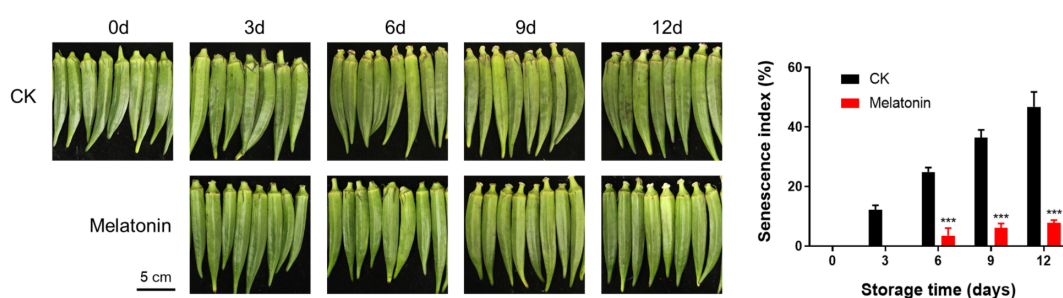 0d 3d 6d 9d 12d
CK
Melatonin
5 cm
Senescence index (%)
60
40
20
0
CK
Melatonin
*** *** ***
0 3 6 9 12
Storage time (days)